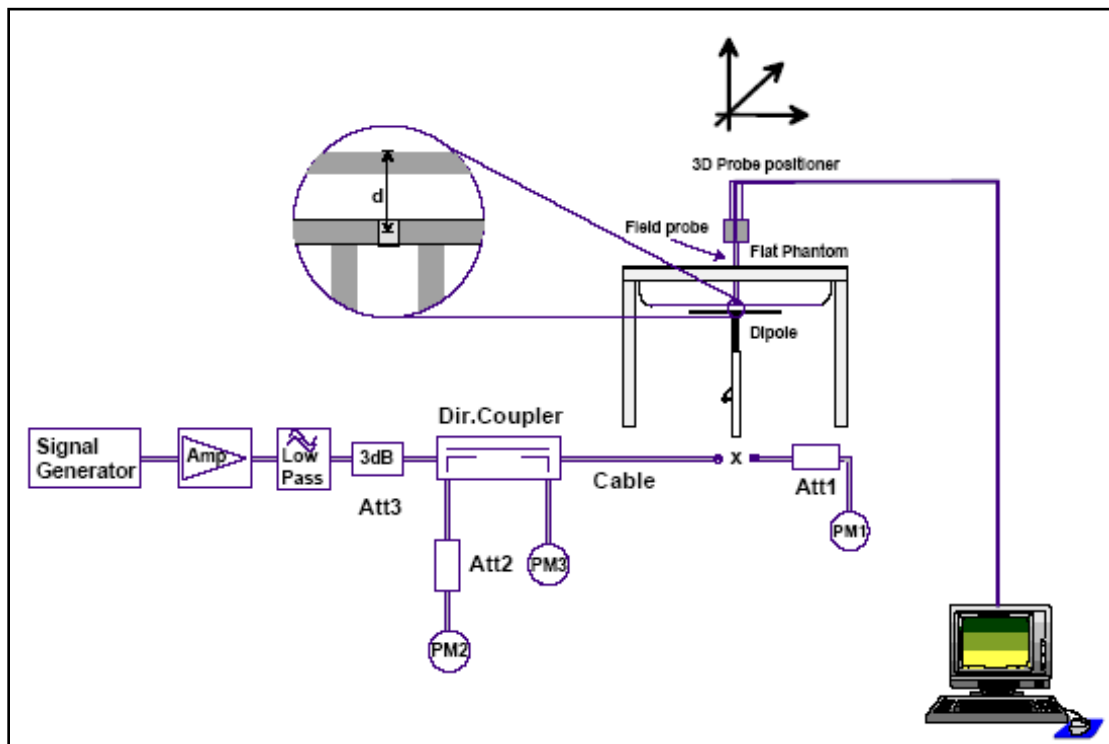 3D Probe positioner
d
Field probe
Flat Phantom
Dipole
Dir.Coupler
Signal
Generator
Amp
Low
Pass
3dB
x
Cable
Att1
Att3
PM1
Att2
PM3
PM2